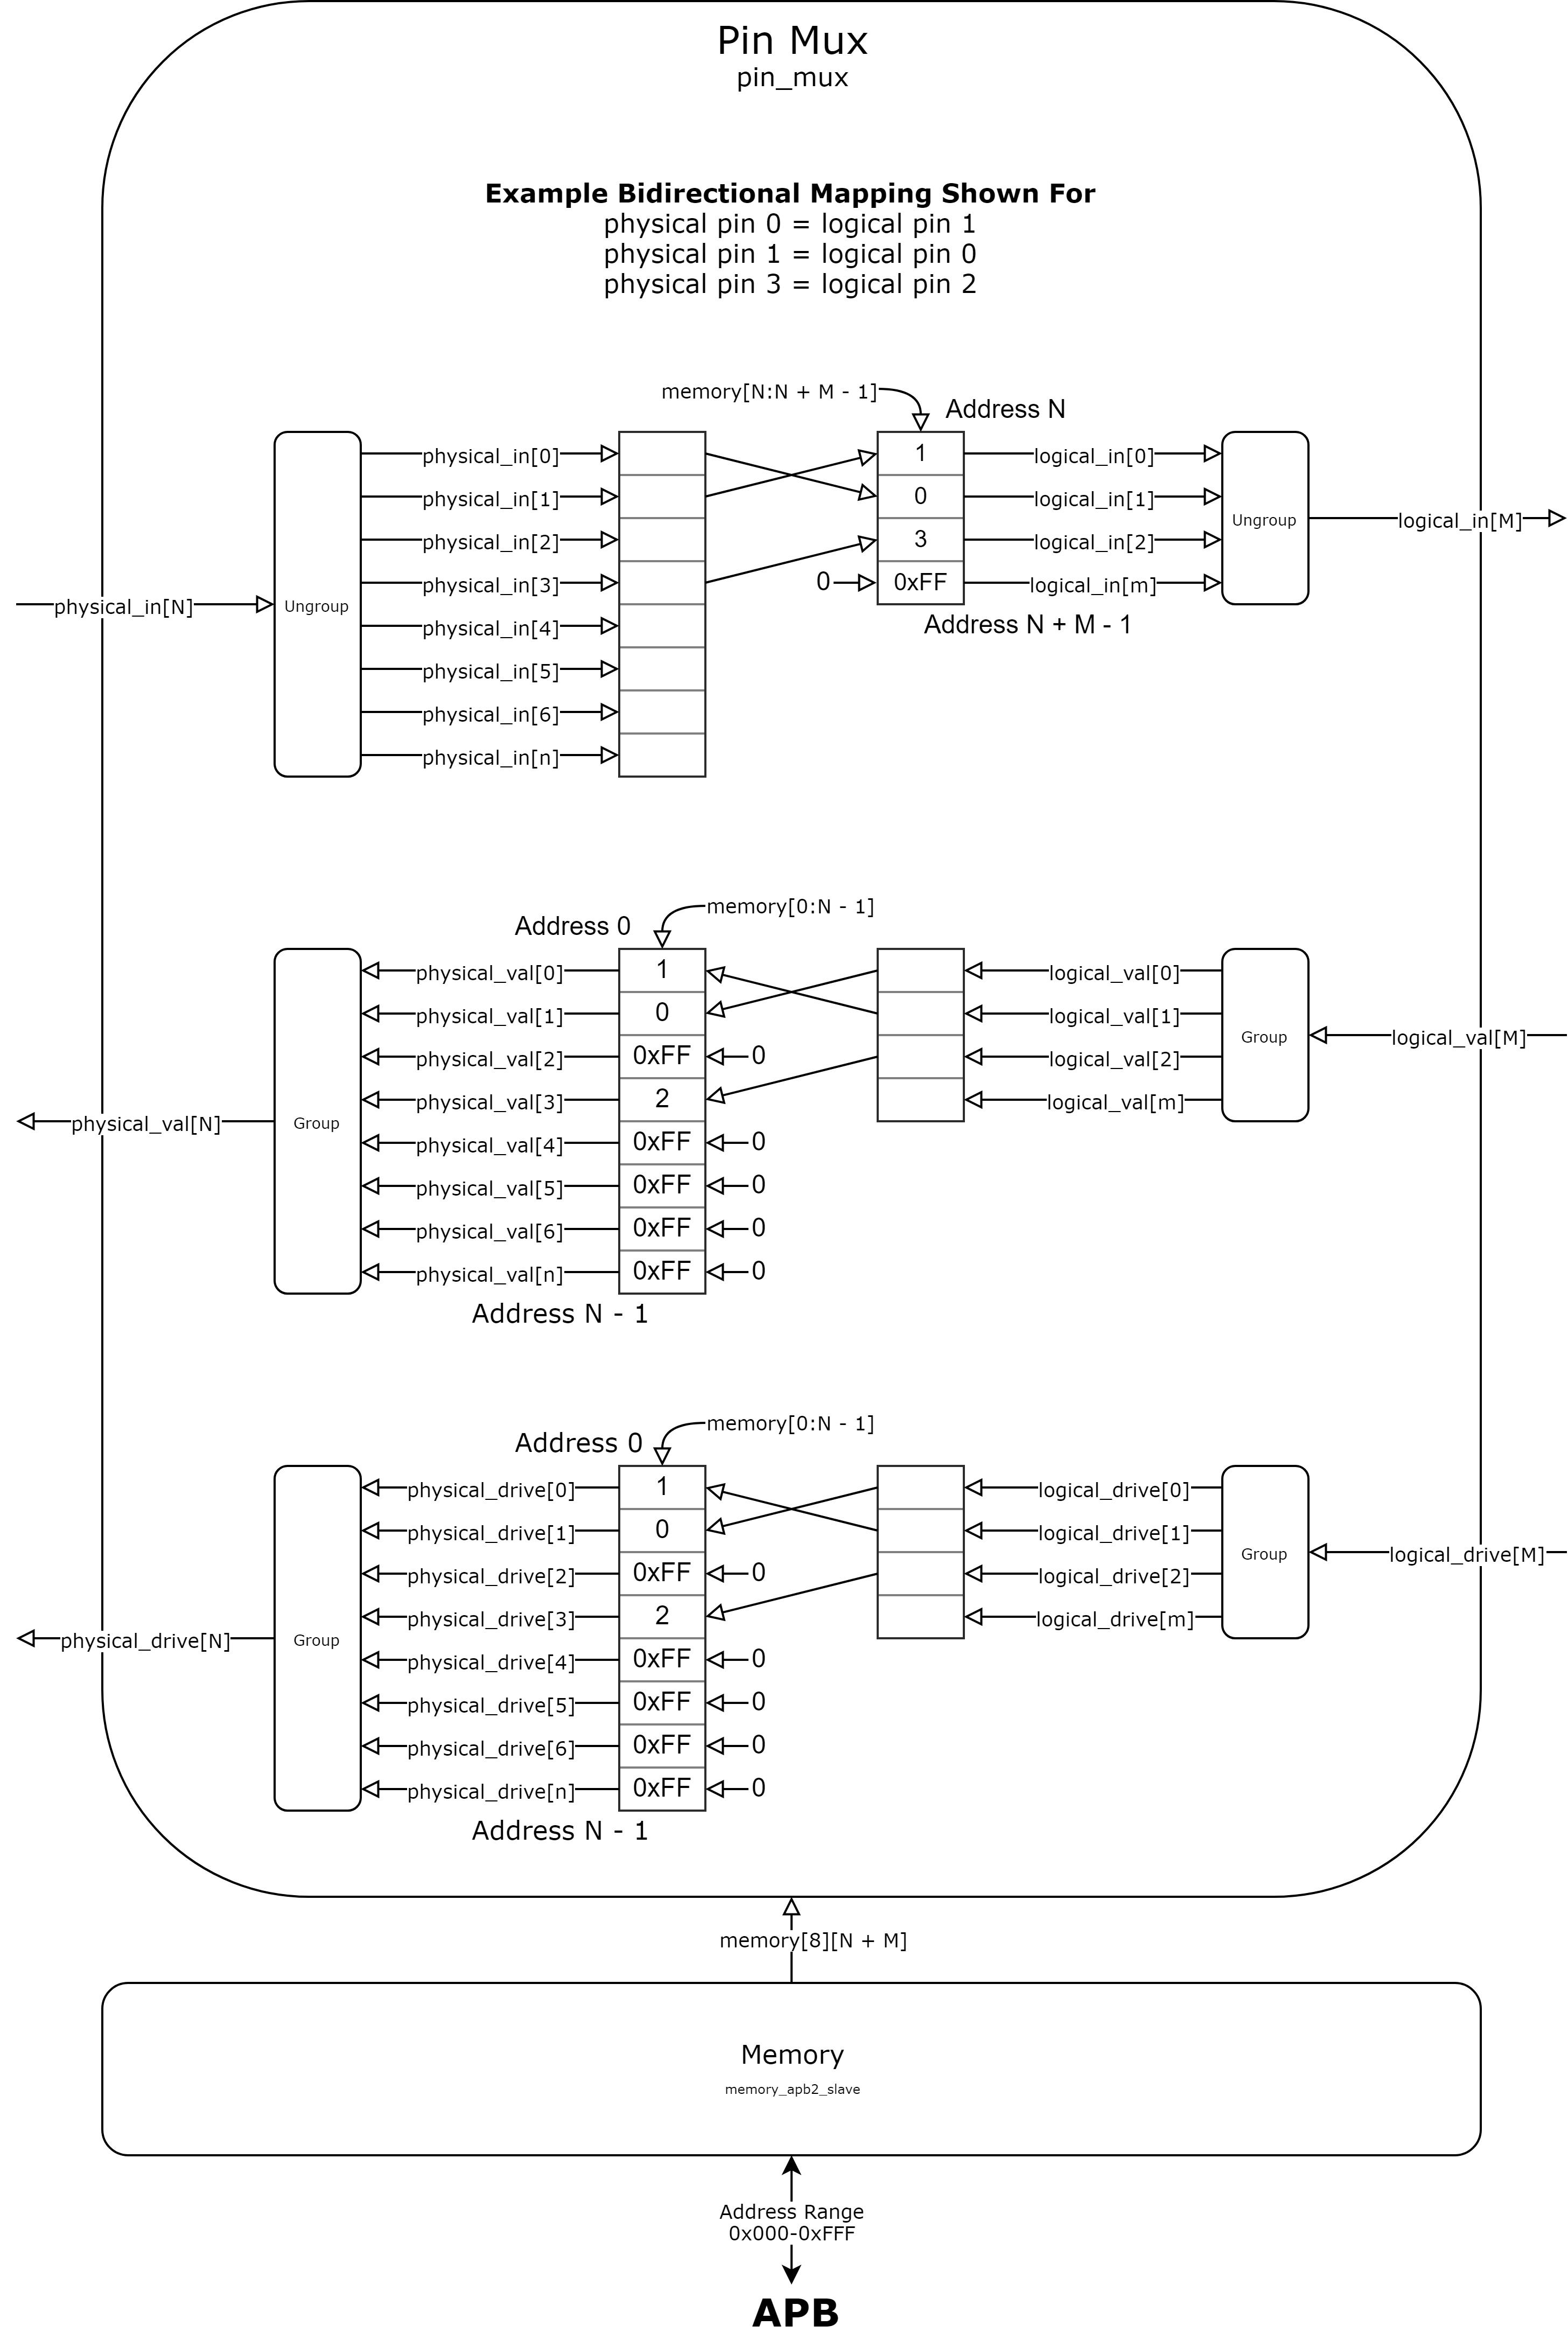 Pin Mux
pin_mux
Example Bidirectional Mapping Shown For
physical pin 0 = logical pin 1
physical pin 1 = logical pin 0
physical pin 3 = logical pin 2
memory[N:N + M - 1]
Address N
physical_in[0]
1
logical_in[0]
physical_in[1]
0
logical_in[1]
Ungroup
logical_in[M]
physical_in[2]
3
logical_in[2]
physical_in[3]
0
0xFF
logical_in[m]
physical_in[N]
Ungroup
Address N + M - 1
physical_in[4]
physical_in[5]
physical_in[6]
physical_in[n]
memory[0:N - 1]
Address 0
physical_val[0]
1
logical_val[0]
physical_val[1]
0
logical_val[1]
Group
logical_val[M]
physical_val[2]
0xFF
0
logical_val[2]
physical_val[3]
2
logical_val[m]
physical_val[N]
Group
physical_val[4]
0xFF
0
physical_val[5]
0xFF
0
physical_val[6]
0xFF
0
physical_val[n]
0xFF
0
Address N - 1
memory[0:N - 1]
Address 0
physical_drive[0]
1
logical_drive[0]
physical_drive[1]
0
logical_drive[1]
Group
logical_drive[M]
physical_drive[2]
0xFF
0
logical_drive[2]
physical_drive[3]
2
logical_drive[m]
physical_drive[N]
Group
physical_drive[4]
0xFF
0
physical_drive[5]
0xFF
0
physical_drive[6]
0xFF
0
physical_drive[n]
0xFF
0
Address N - 1
memory[8][N + M]
Memory
memory_apb2_slave
Address Range
0x000-0xFFF
APB